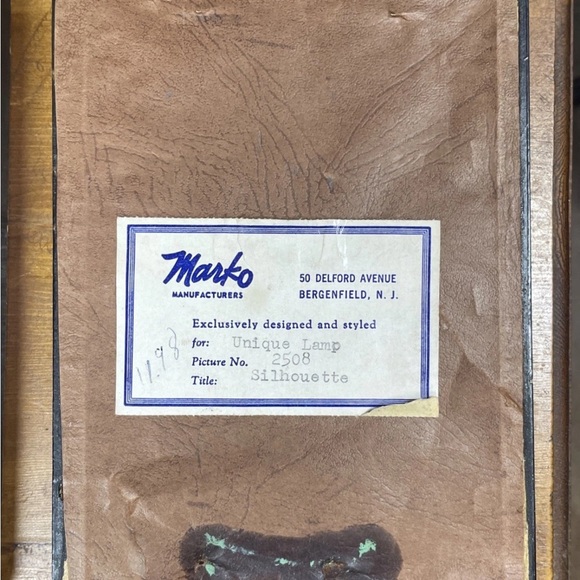 Marko
MANUFACTURERS
50 DELFORD AVENUE
BERGENFIELD, N. J.
Exclusively designed and styled
for: Unique Lamp
Picture No. 2508
Title: Silhouette
11.98